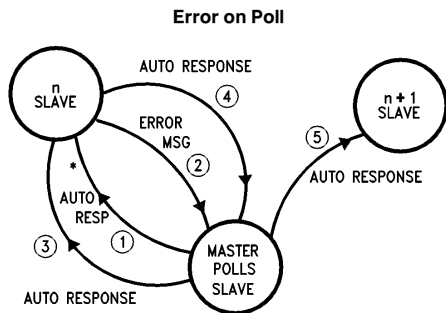 Error on Poll
n
SLAVE
AUTO RESPONSE
4
ERROR
MSG
2
n + 1
SLAVE
5
AUTO RESPONSE
*
AUTO
RESP
1
3
MASTER
POLLS
SLAVE
AUTO RESPONSE